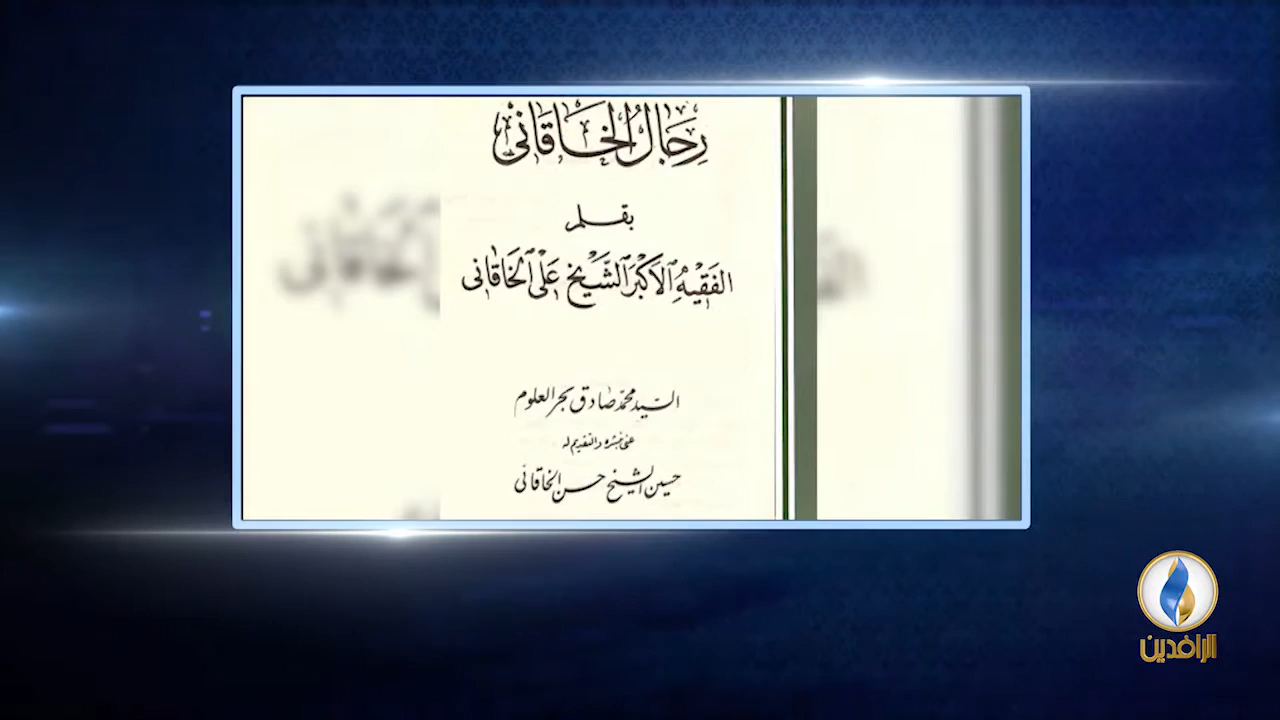 رجال الخاقاني
بقلم
الفقيه الأكبر الشيخ علي الخاقاني
السيد محمد صادق بحر العلوم
عني بنشره والتقديم له
حسين الشيخ حسن الخاقاني
الرافدين